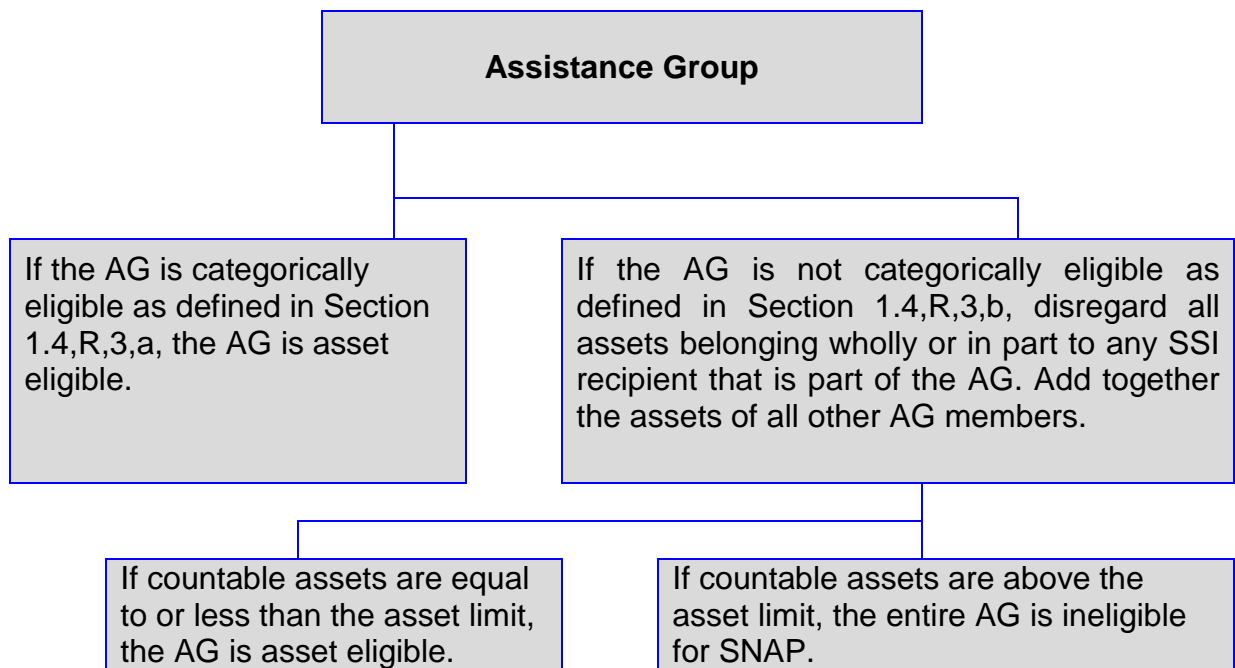 Assistance Group
If the AG is categorically
eligible as defined in Section
1.4,R,3,a, the AG is asset
eligible.
If the AG is not categorically eligible as
defined in Section 1.4,R,3,b, disregard all
assets belonging wholly or in part to any SSI
recipient that is part of the AG. Add together
the assets of all other AG members.
If countable assets are equal
to or less than the asset limit,
the AG is asset eligible.
If countable assets are above the
asset limit, the entire AG is ineligible
for SNAP.